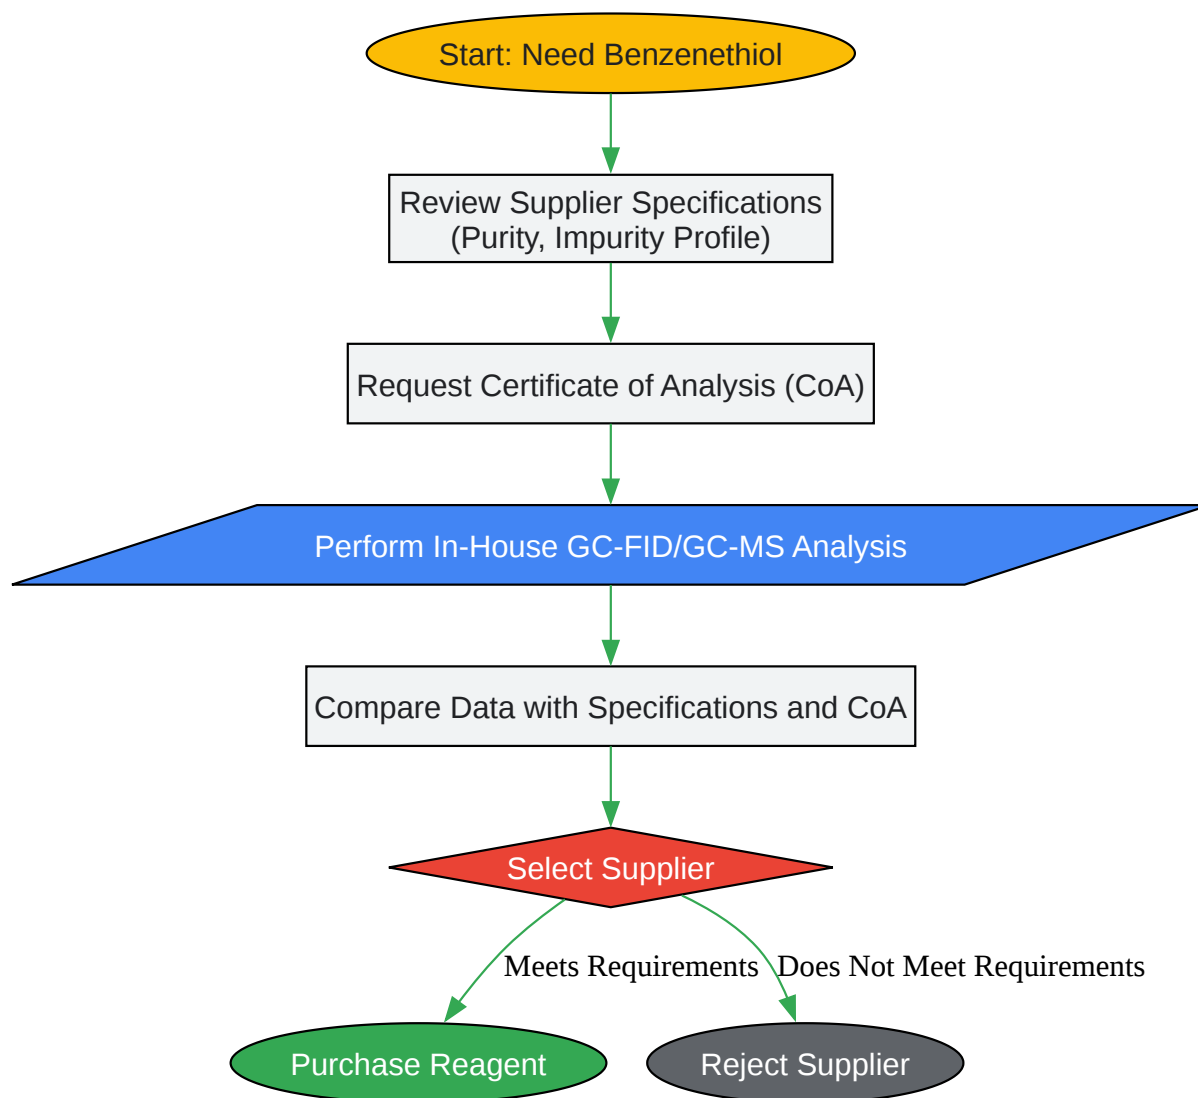 Start: Need Benzenethiol
Review Supplier Specifications
(Purity, Impurity Profile)
Request Certificate of Analysis (CoA)
Perform In-House GC-FID/GC-MS Analysis
Compare Data with Specifications and CoA
Select Supplier
Meets Requirements
Does Not Meet Requirements
Purchase Reagent
Reject Supplier